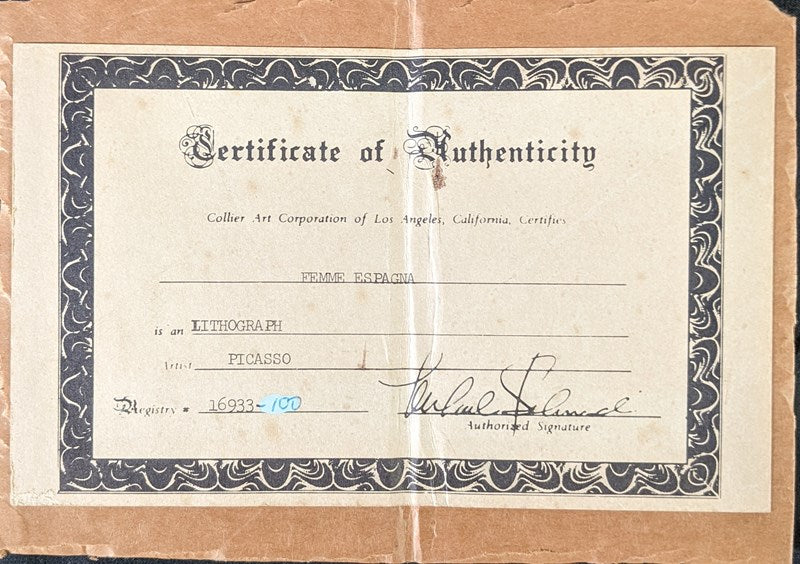 Certificate of Authenticity
Collier Art Corporation of Los Angeles, California, Certifies
FEMME ESPAGNA
is an LITHOGRAPH
Artist PICASSO
Registry # 16933-100
Authorized Signature